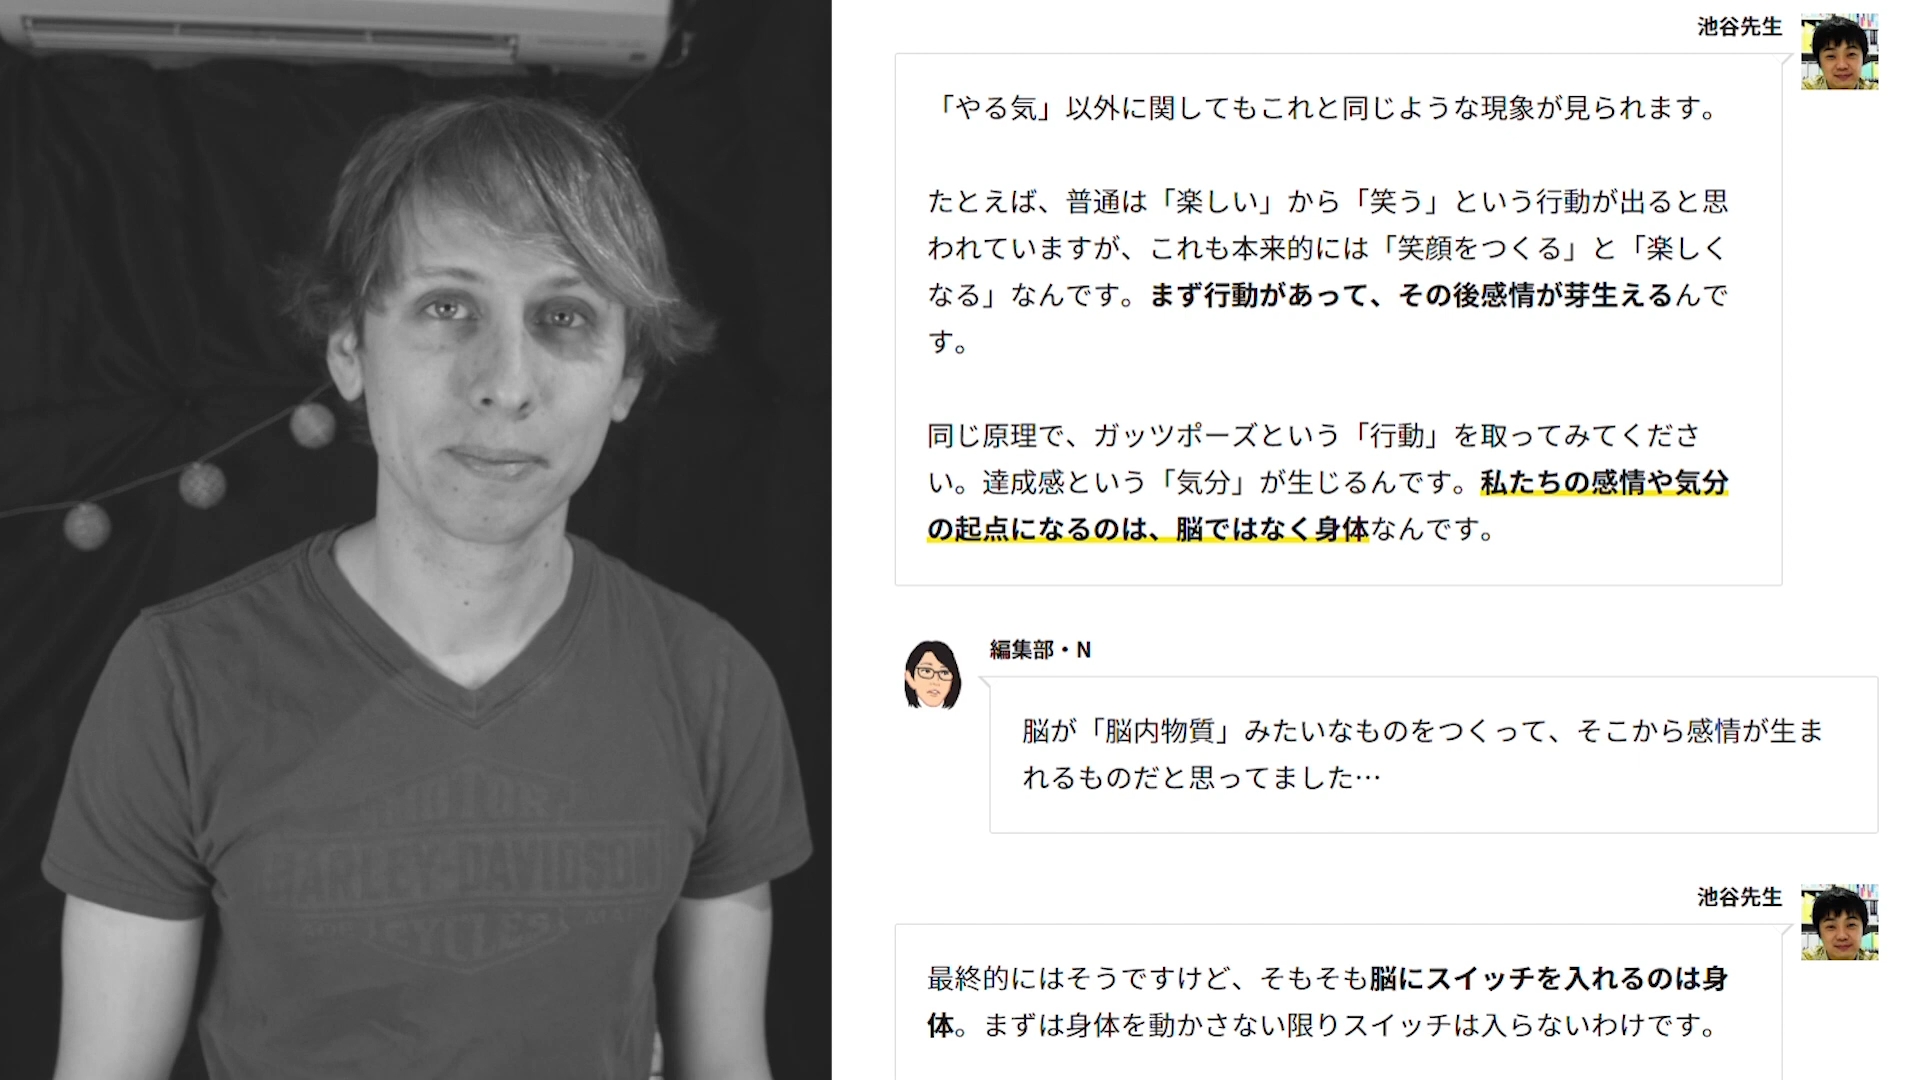 MOTOR
HARLEY-DAVIDSON
CYCLES
池谷先生
「やる気」以外に関してもこれと同じような現象が見られます。
たとえば、普通は「楽しい」から「笑う」という行動が出ると思
われていますが、これも本来的には「笑顔をつくる」と「楽しく
なる」なんです。まず行動があって、その後感情が芽生えるんで
す。
同じ原理で、ガッツポーズという「行動」を取ってみてくださ
い。達成感という「気分」が生じるんです。私たちの感情や気分
の起点になるのは、脳ではなく身体なんです。
編集部・N
脳が「脳内物質」みたいなものをつくって、そこから感情が生ま
れるものだと思ってました…
池谷先生
最終的にはそうですけど、そもそも脳にスイッチを入れるのは身
体。まずは身体を動かさない限りスイッチは入らないわけです。